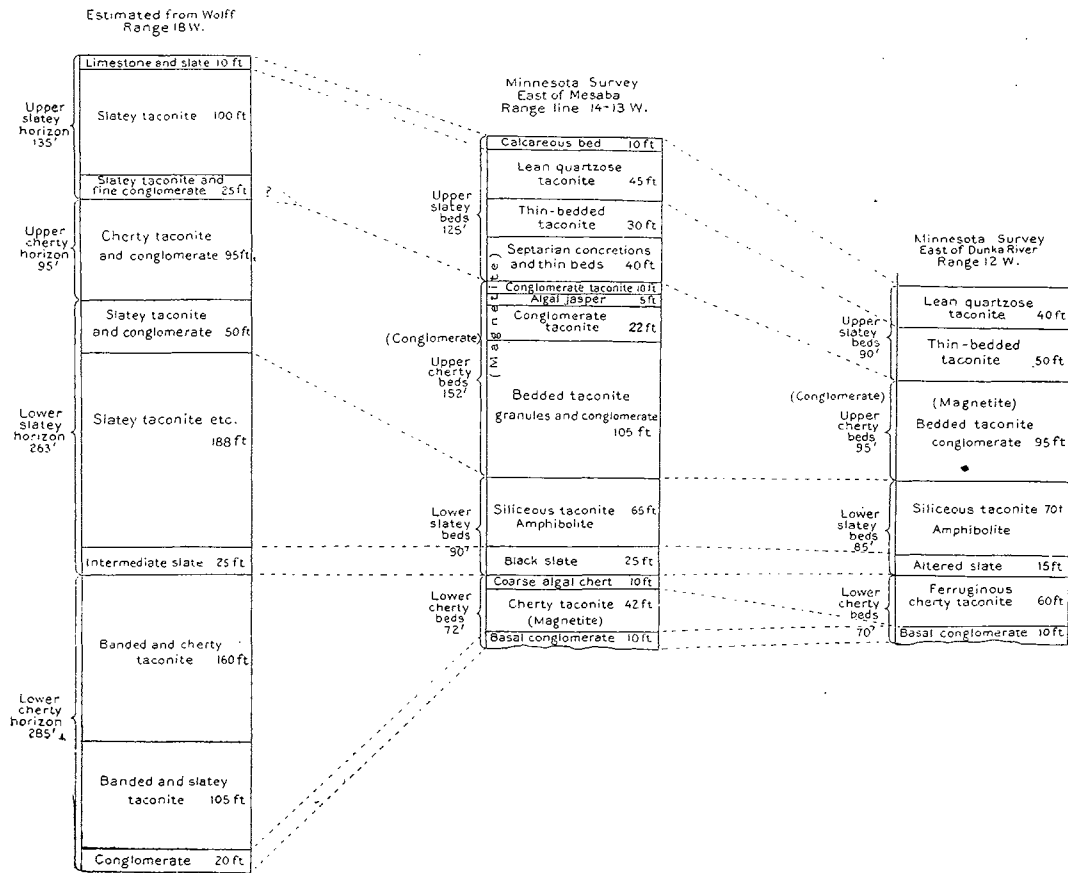 Estimated from Wolff
Range 18 W.
Upper
slatey
horizon
135'
Upper
cherty
horizon
95'
Lower
slatey
horizon
263'
Lower
cherty
horizon
285'
Limestone and slate 10 ft
Slatey taconite 100 ft
Slatey taconite and
fine conglomerate 25 ft
?
Cherty taconite
and conglomerate 95 ft.
Slatey taconite
and conglomerate 50 ft
Slatey taconite etc.
188 ft
Intermediate slate 25 ft
Banded and cherty
taconite 160 ft
Banded and slatey
taconite 105 ft
Conglomerate 20 ft
Minnesota Survey
East of Mesaba
Range line 14-13 W.
Upper
slatey
beds
125'
(Conglomerate)
Upper
cherty
beds
152'
Lower
slatey
beds
90'
Lower
cherty
beds
72'
(Magnetite)
Calcareous bed 10 ft
Lean quartzose
taconite 45 ft
Thin-bedded
taconite 30 ft
Septarian concretions
and thin beds 40 ft
Conglomerate taconite 10 ft
Algal jasper 5 ft
Conglomerate
taconite 22 ft
Bedded taconite
granules and conglomerate
105 ft
Siliceous taconite 65 ft
Amphibolite
Black slate 25 ft
Coarse algal chert 10 ft
Cherty taconite 42 ft
(Magnetite)
Basal conglomerate 10 ft
Minnesota Survey
East of Dunka River
Range 12 W.
Upper
slatey
beds
90'
(Conglomerate)
Upper
cherty
beds
95'
Lower
slatey
beds
85'
Lower
cherty
beds
70'
Lean quartzose
taconite 40 ft
Thin-bedded
taconite 50 ft
(Magnetite)
Bedded taconite
conglomerate 95 ft
Siliceous taconite 70 ft
Amphibolite
Altered slate 15 ft
Ferruginous
cherty taconite 60 ft
Basal conglomerate 10 ft